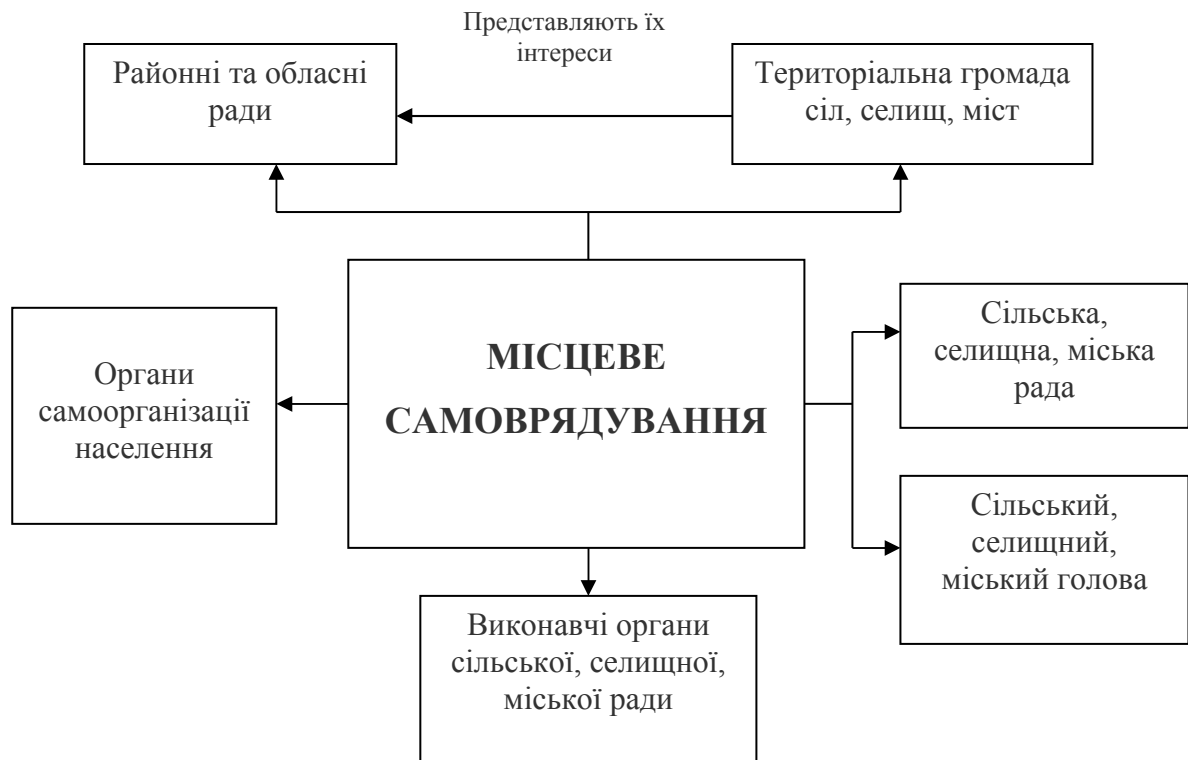 Представляють їх
інтереси
Районні та обласні
ради
Територіальна громада
сіл, селищ, міст
МІСЦЕВЕ
САМОВРЯДУВАННЯ
Органи
самоорганізації
населення
Сільська,
селищна, міська
рада
Сільський,
селищний,
міський голова
Виконавчі органи
сільської, селищної,
міської ради